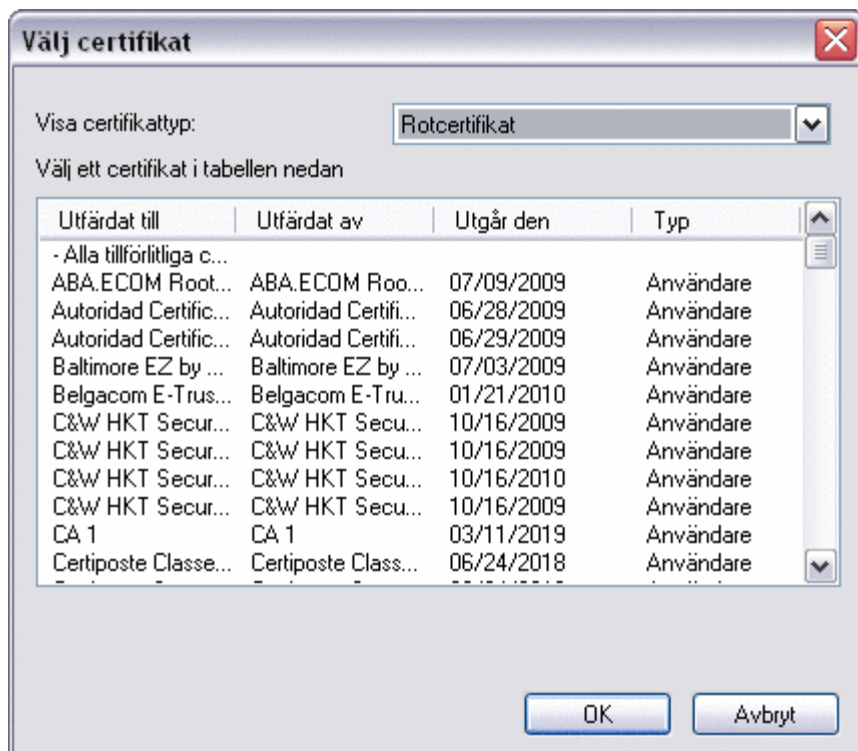 Välj certifikat
Visa certifikattyp: Rotcertifikat
Välj ett certifikat i tabellen nedan
Utfärdat till Utfärdat av Utgår den Typ
- Alla tillförlitliga c...
ABA.ECOM Root... ABA.ECOM Roo... 07/09/2009 Användare
Autoridad Certific... Autoridad Certifi... 06/28/2009 Användare
Autoridad Certific... Autoridad Certifi... 06/29/2009 Användare
Baltimore EZ by ... Baltimore EZ by ... 07/03/2009 Användare
Belgacom E-Trus... Belgacom E-Tru... 01/21/2010 Användare
C&W HKT Secur... C&W HKT Secu... 10/16/2009 Användare
C&W HKT Secur... C&W HKT Secu... 10/16/2009 Användare
C&W HKT Secur... C&W HKT Secu... 10/16/2010 Användare
C&W HKT Secur... C&W HKT Secu... 10/16/2009 Användare
CA 1 CA 1 03/11/2019 Användare
Certiposte Classe... Certiposte Class... 06/24/2018 Användare
OK Avbryt